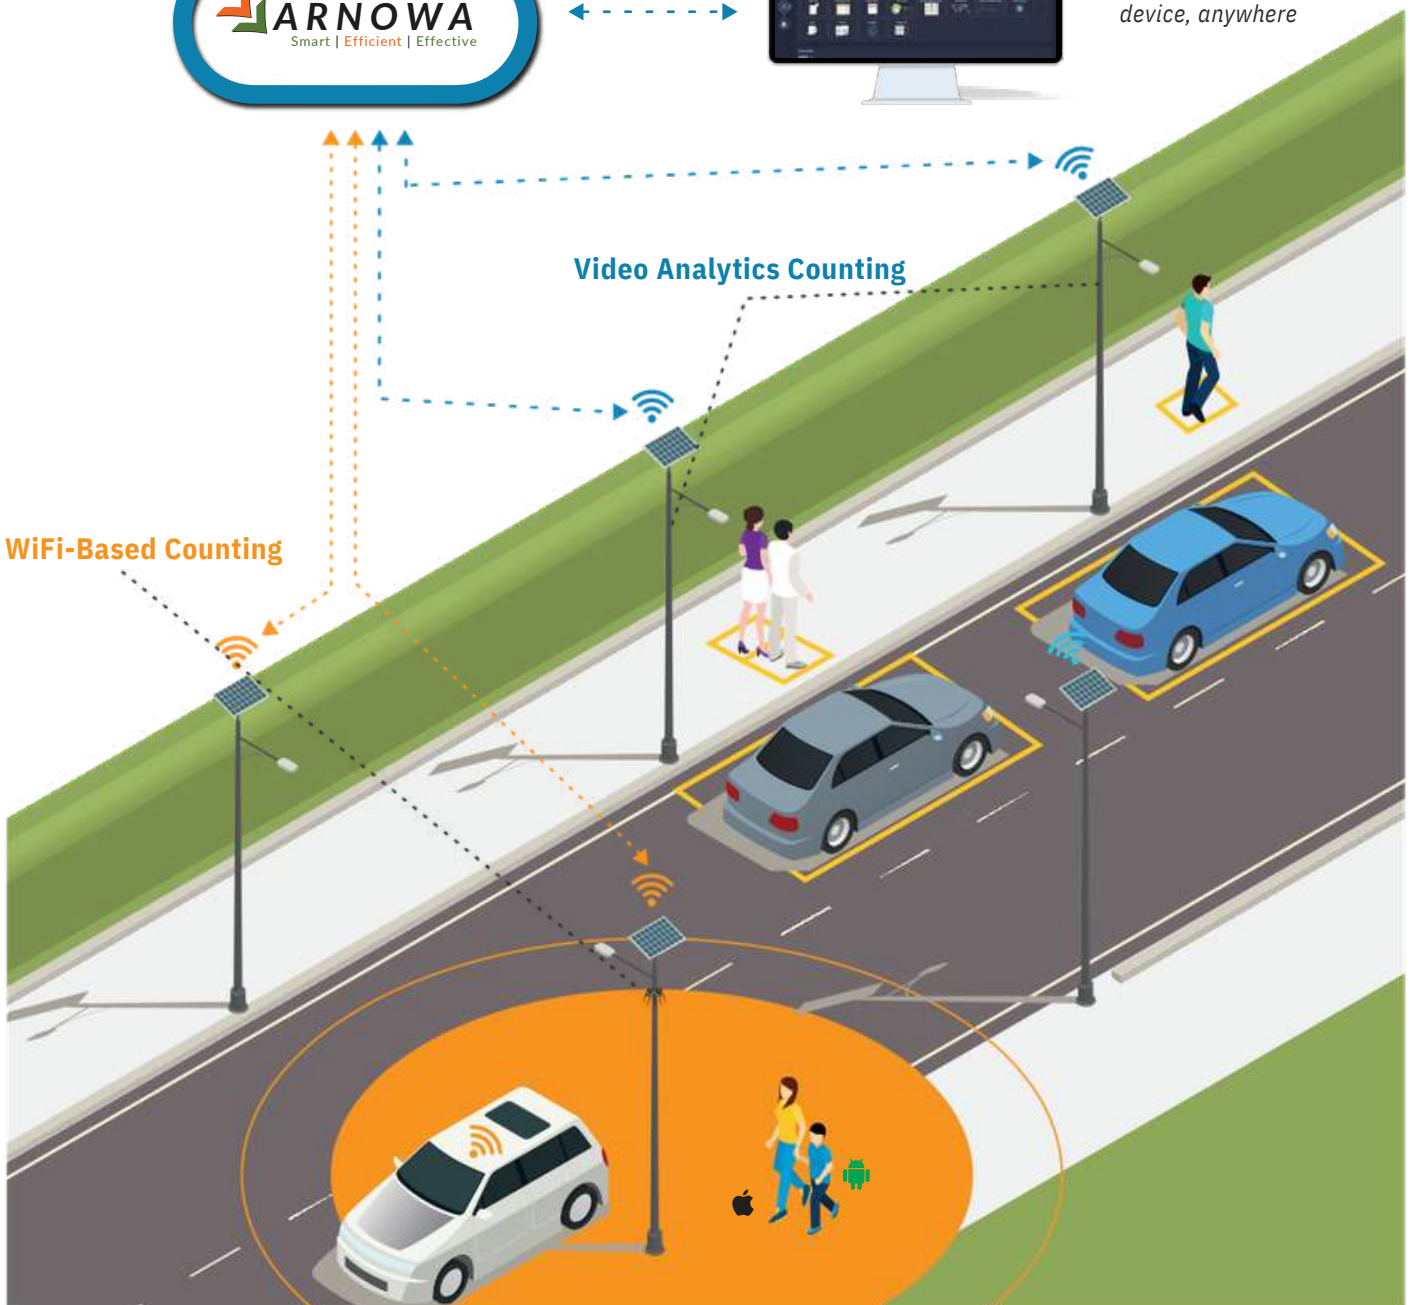 ARNOWA
Smart | Efficient | Effective
device, anywhere
Video Analytics Counting
WiFi-Based Counting